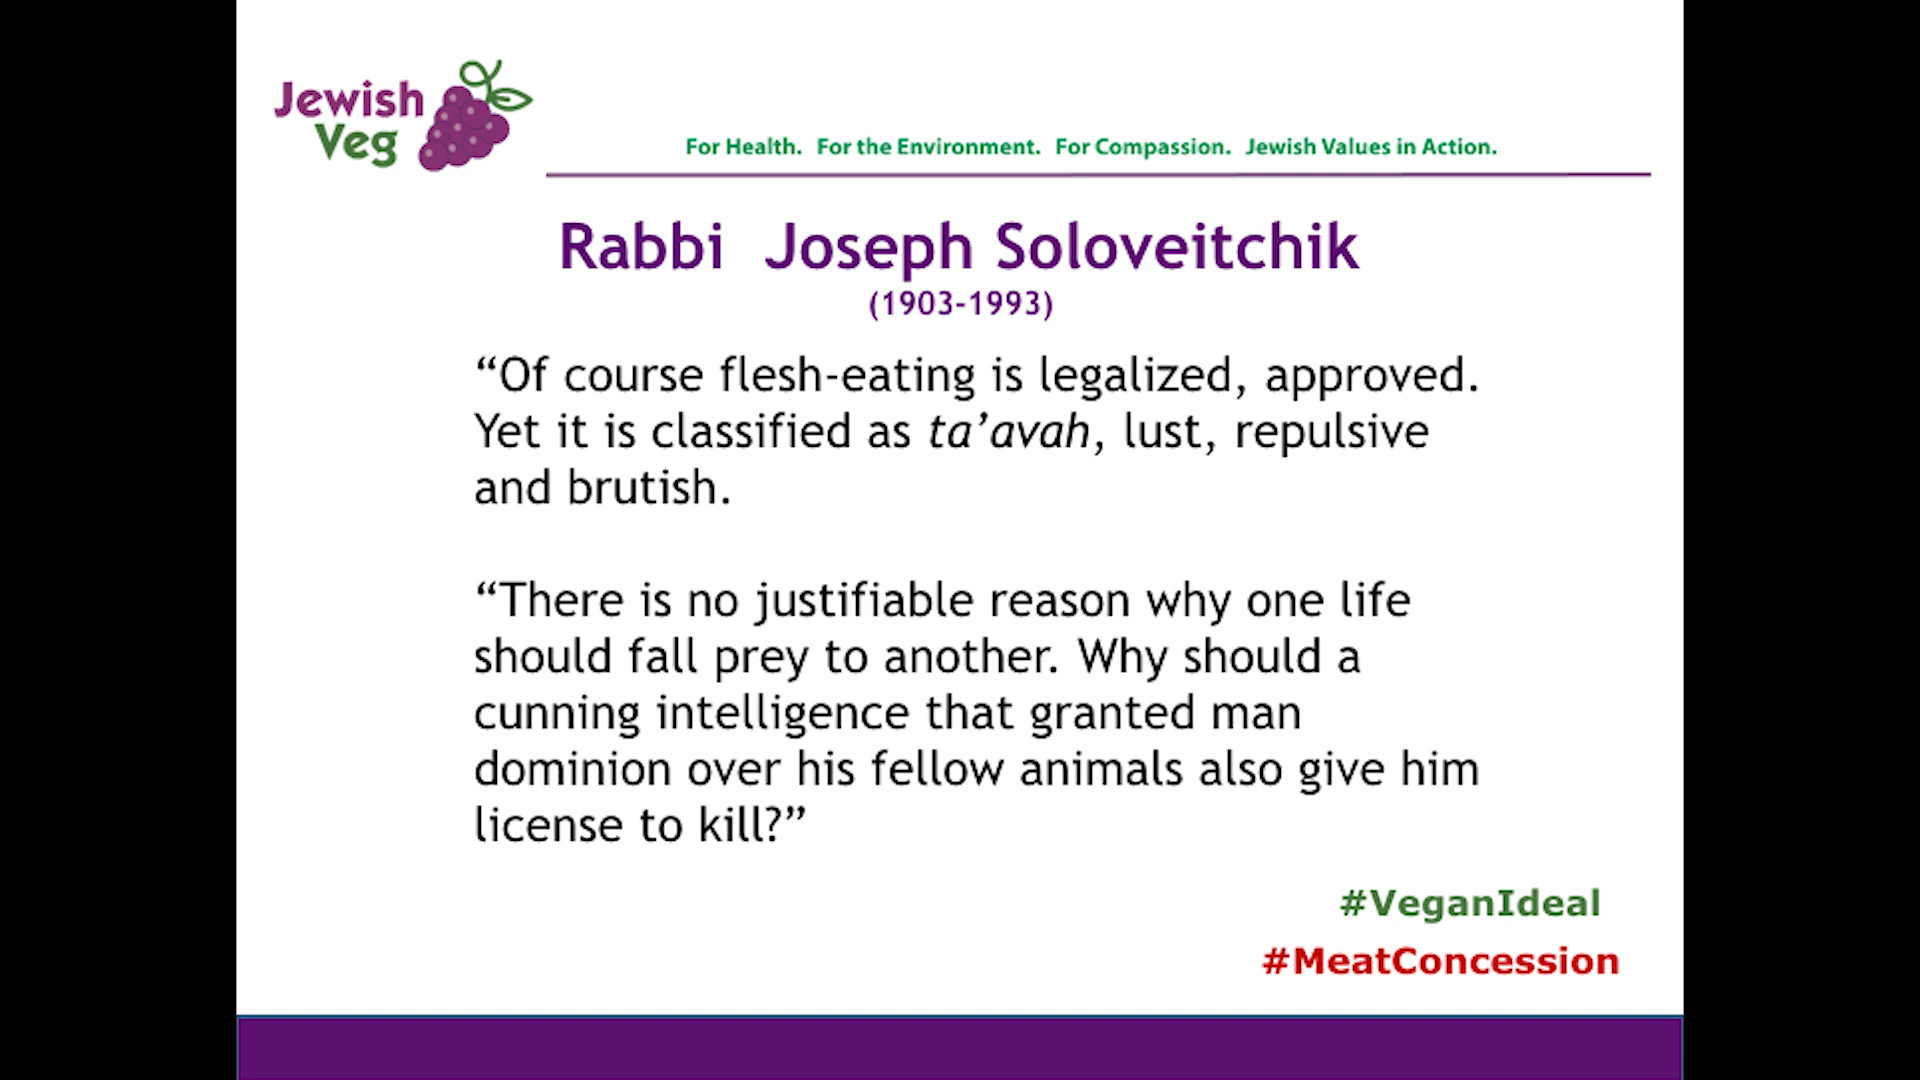 Jewish
Veg
For Health. For the Environment. For Compassion. Jewish Values in Action.
Rabbi Joseph Soloveitchik
(1903-1993)
“Of course flesh-eating is legalized, approved.
Yet it is classified as ta’avah, lust, repulsive
and brutish.
“There is no justifiable reason why one life
should fall prey to another. Why should a
cunning intelligence that granted man
dominion over his fellow animals also give him
license to kill?”
#VeganIdeal
#MeatConcession